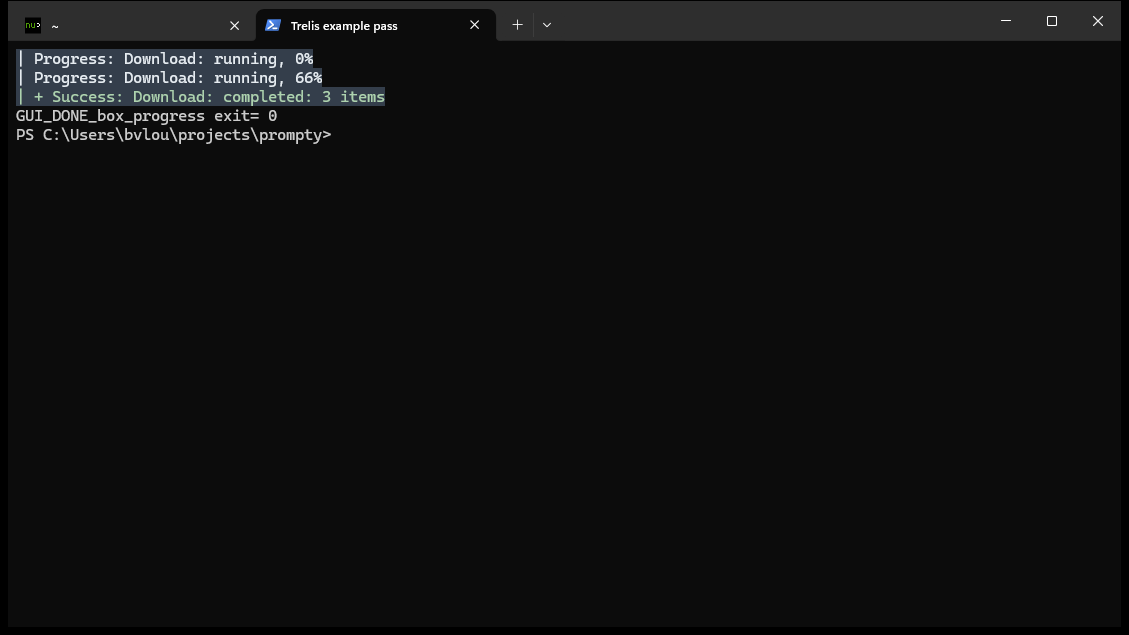 nu> ~
Trelis example pass
| Progress: Download: running, 0%
| Progress: Download: running, 66%
| + Success: Download: completed: 3 items
GUI_DONE_box_progress exit= 0
PS C:\Users\bvlou\projects\prompty>